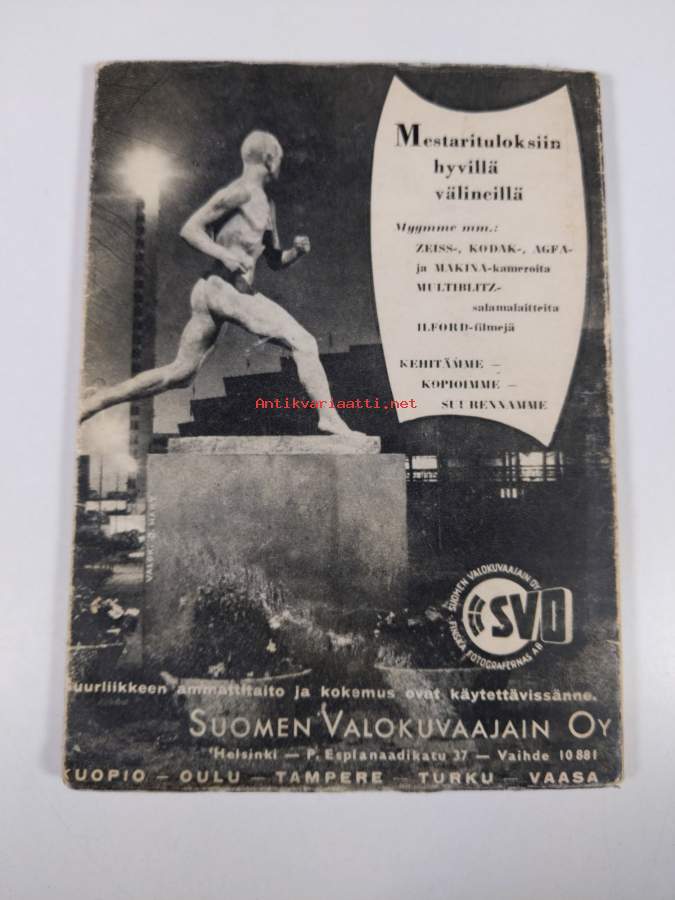 Mestarituloksiin
hyvillä
välineillä
Myymme mm.:
ZEISS-, KODAK-, AGFA-
ja MAKINA-kameroita
MULTIBLITZ-
salamalaitteita
ILFORD-filmejä
KEHITÄMME —
KOPIOIMME —
SUURENNAMME
Antikvariaatti.net
SUOMEN VALOKUVAAJAIN OY
FINSKA FOTOGRAFERNAS AB
SVO
uurliikkeen ammattitaito ja kokemus ovat käytettävissänne.
SUOMEN VALOKUVAAJAIN OY
Helsinki — P. Esplanaadikatu 37 — Vaihde 10 881
KUOPIO — OULU — TAMPERE — TURKU — VAASA